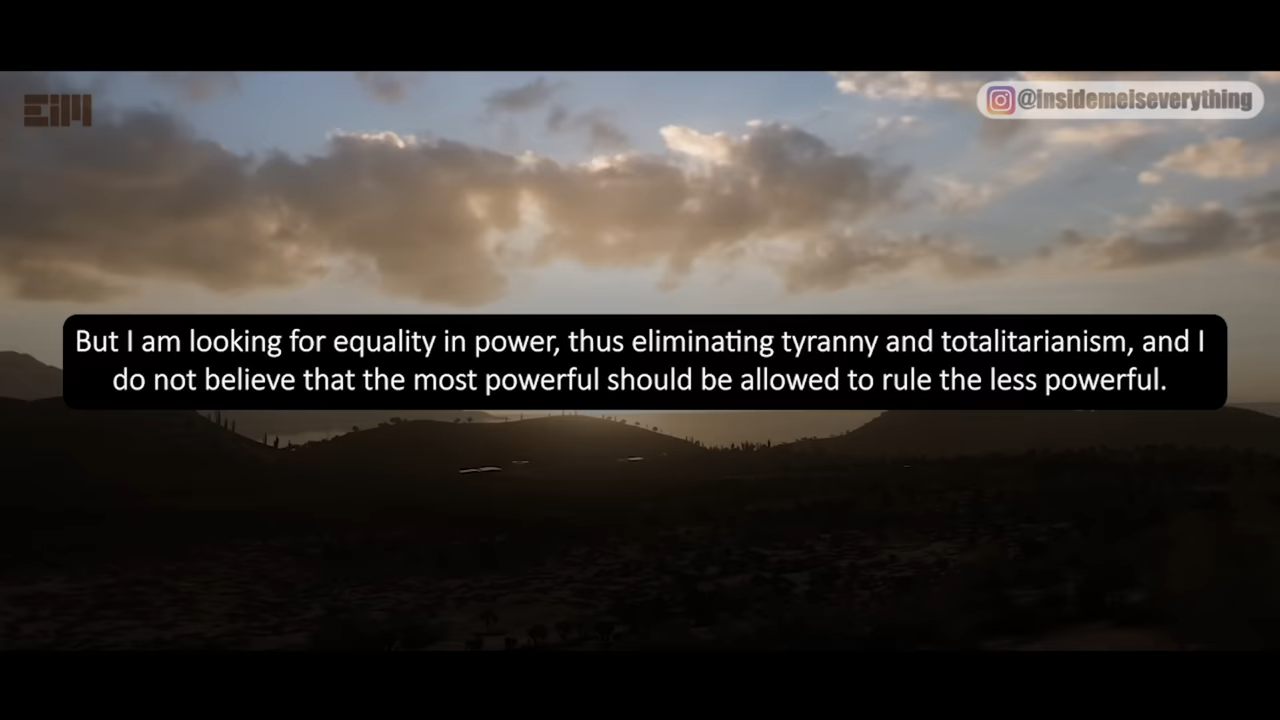 EiM
@insidemeiseverything
But I am looking for equality in power, thus eliminating tyranny and totalitarianism, and I
do not believe that the most powerful should be allowed to rule the less powerful.